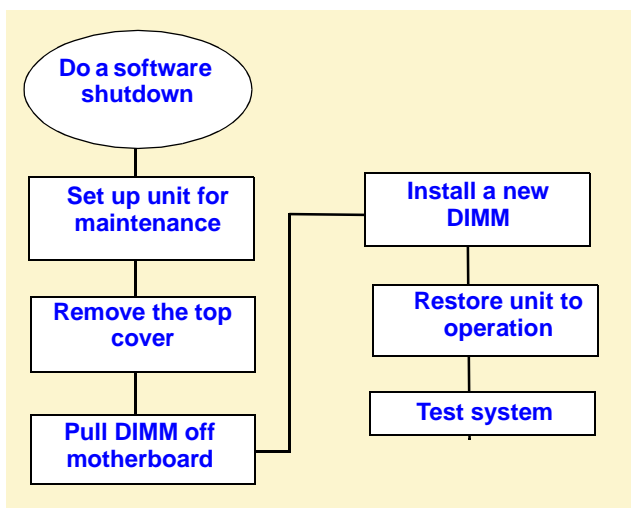 Do a software
shutdown
Set up unit for
maintenance
Remove the top
cover
Pull DIMM off
motherboard
Install a new
DIMM
Restore unit to
operation
Test system